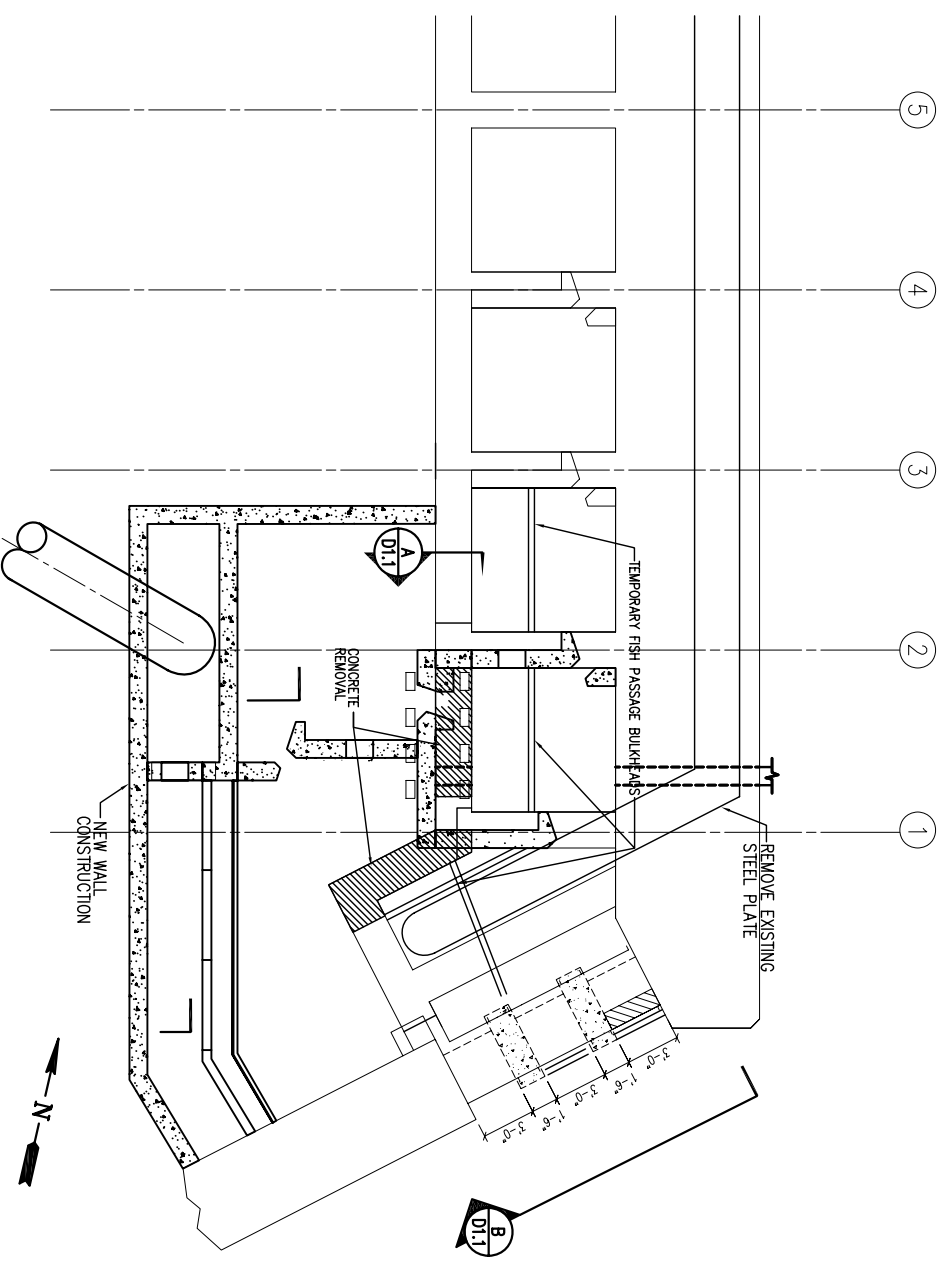 5
4
3
2
1
TEMPORARY FISH PASSAGE BULKHEADS
A
D1.1
CONCRETE
REMOVAL
REMOVE EXISTING
STEEL PLATE
NEW WALL
CONSTRUCTION
3'-0"
1'-6"
3'-0"
1'-6"
3'-0"
N
B
D1.1